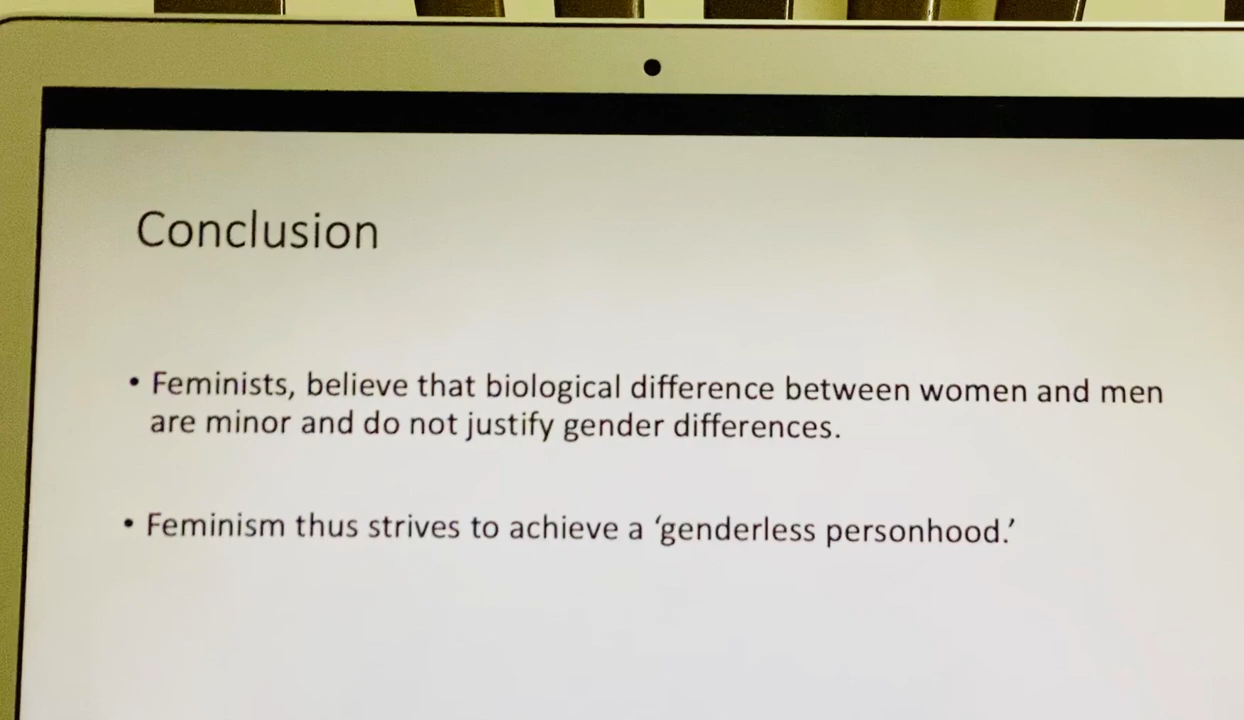 Conclusion
• Feminists, believe that biological difference between women and men
are minor and do not justify gender differences.
• Feminism thus strives to achieve a ‘genderless personhood.’